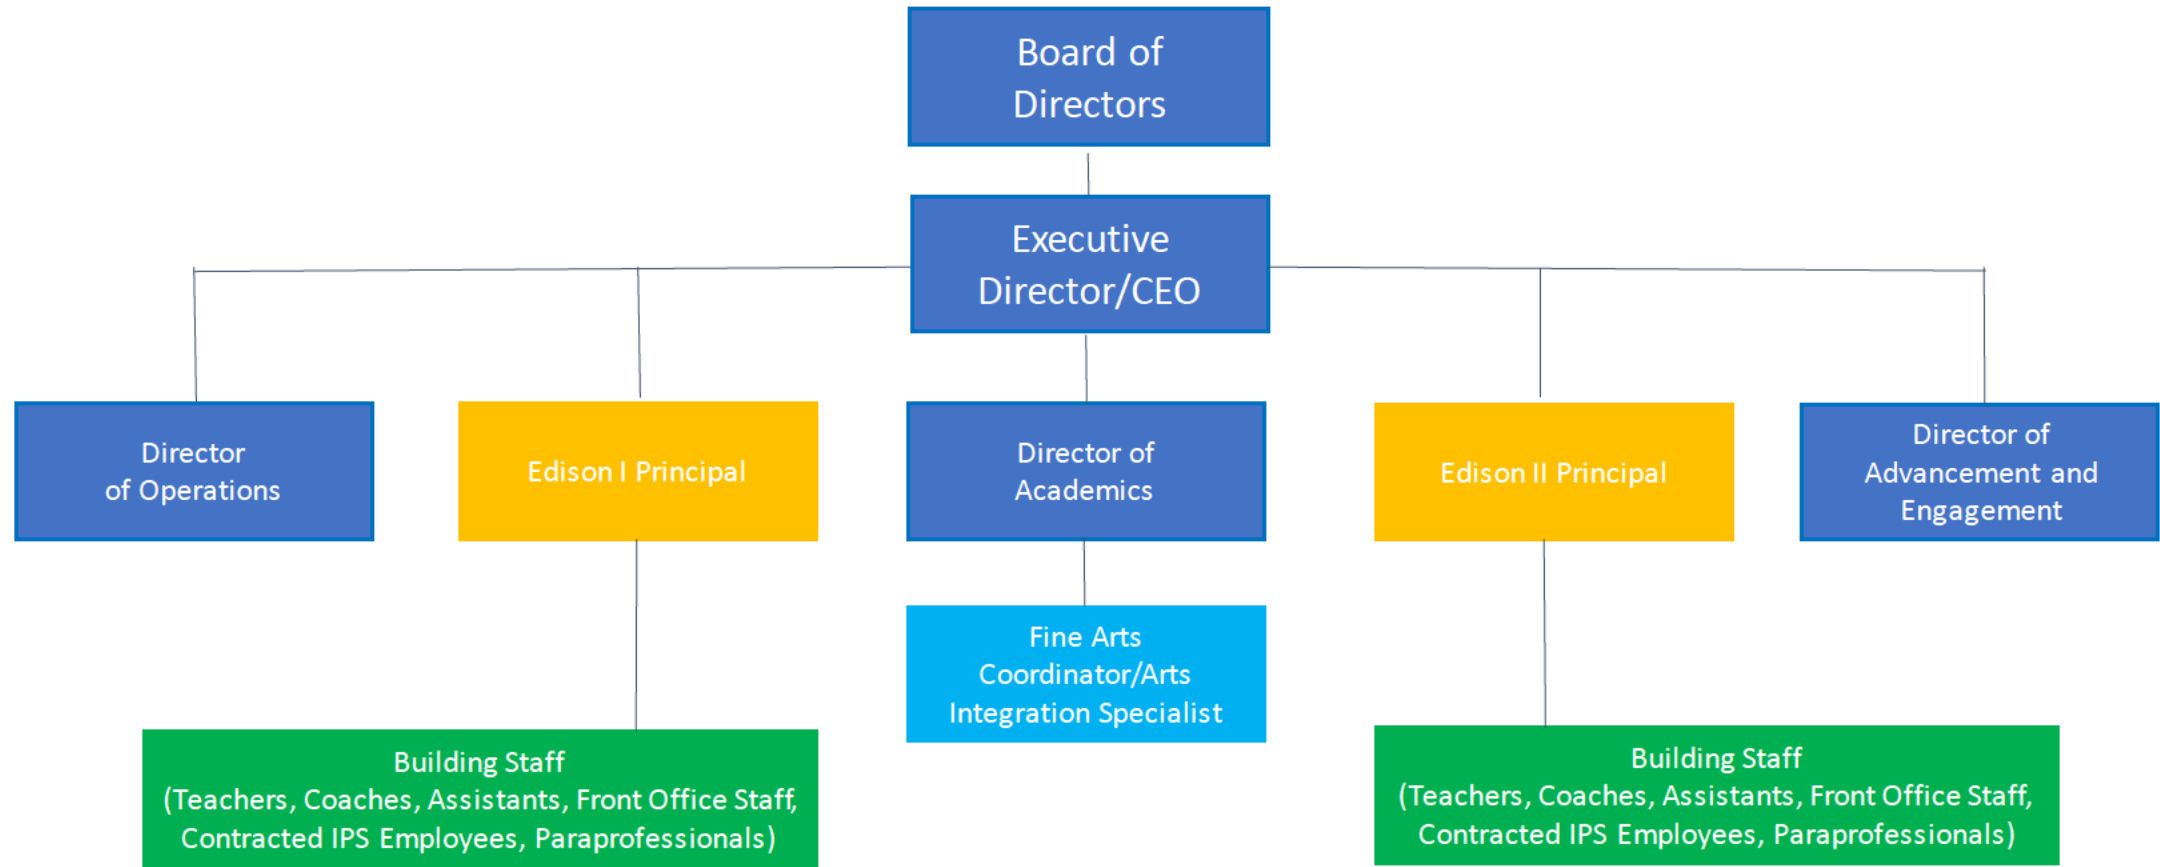 Board of
Directors
Executive
Director/CEO
Director
of Operations
Edison I Principal
Director of
Academics
Edison II Principal
Director of
Advancement and
Engagement
Fine Arts
Coordinator/Arts
Integration Specialist
Building Staff
(Teachers, Coaches, Assistants, Front Office Staff,
Contracted IPS Employees, Paraprofessionals)
Building Staff
(Teachers, Coaches, Assistants, Front Office Staff,
Contracted IPS Employees, Paraprofessionals)